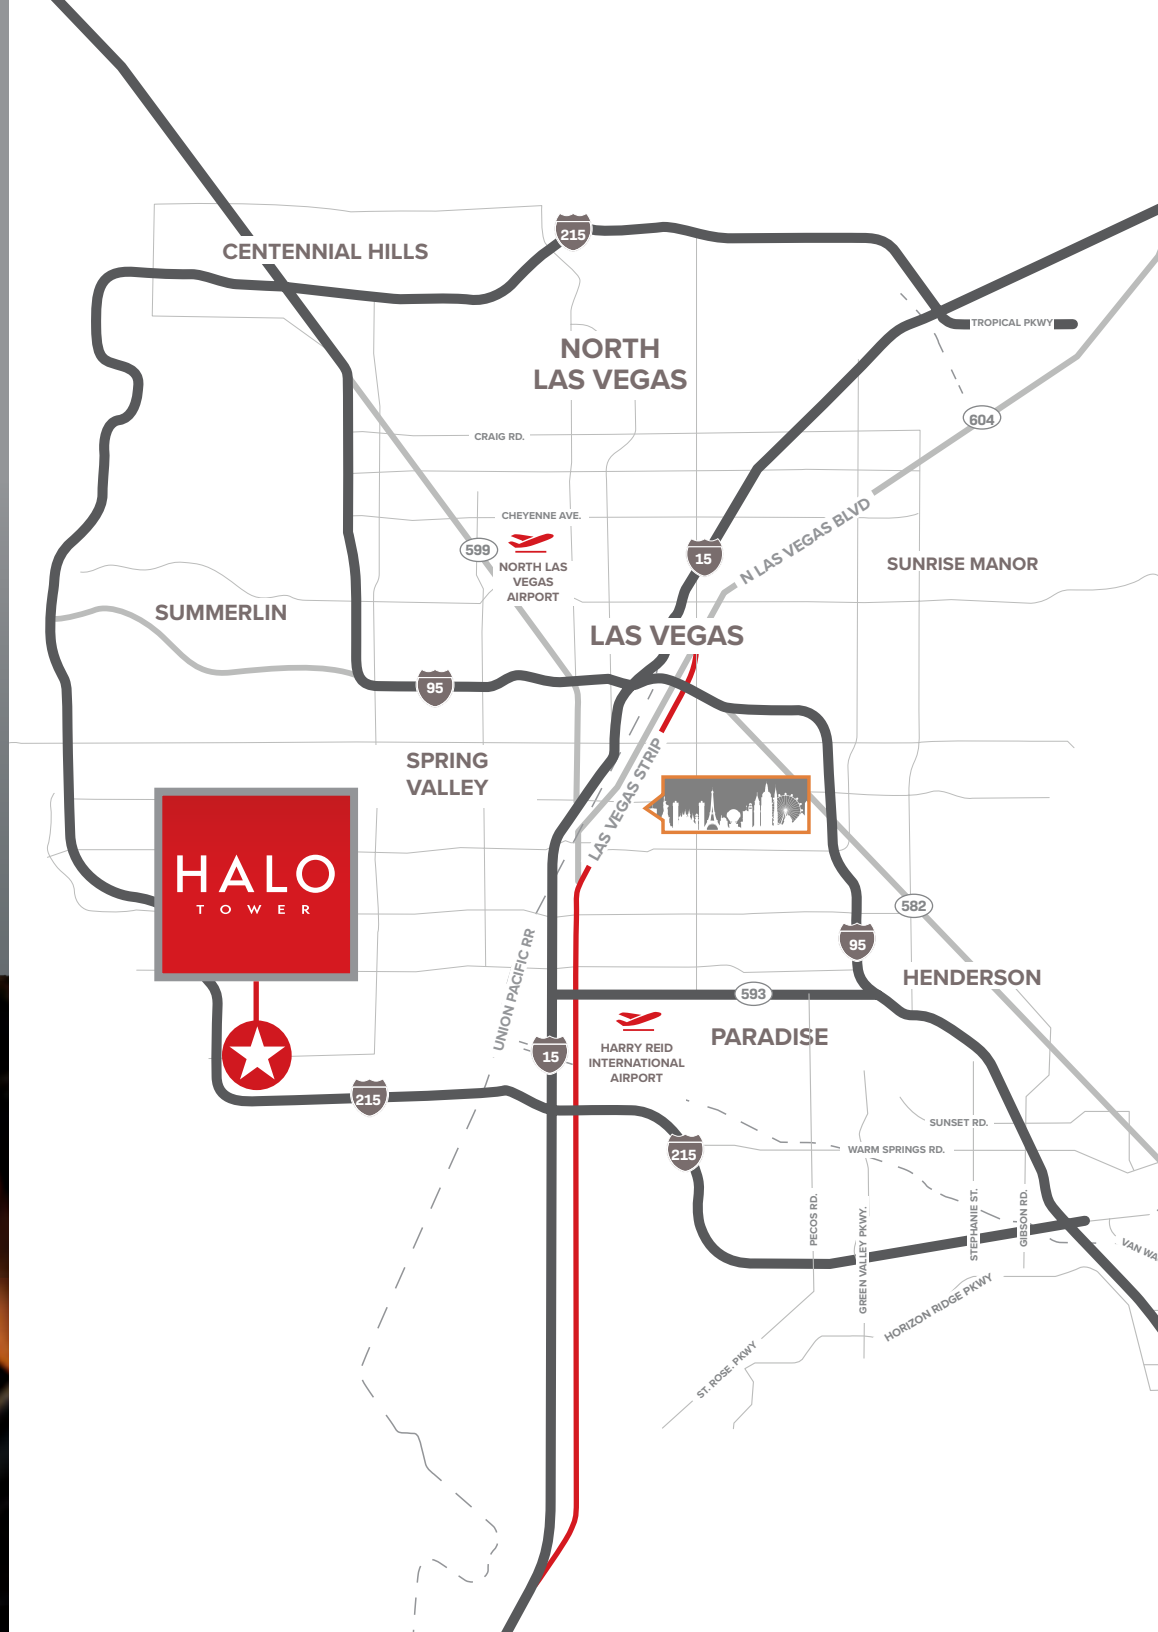 215
CENTENNIAL HILLS
TROPICAL PKWY
NORTH
LAS VEGAS
604
CRAIG RD.
CHEYENNE AVE.
599
NORTH LAS
VEGAS
AIRPORT
15
N LAS VEGAS BLVD
SUNRISE MANOR
SUMMERLIN
LAS VEGAS
95
SPRING
VALLEY
LAS VEGAS STRIP
HALO
TOWER
582
95
UNION PACIFIC RR
HENDERSON
593
HARRY REID
INTERNATIONAL
AIRPORT
PARADISE
15
215
SUNSET RD.
WARM SPRINGS RD.
215
PECOS RD.
GREEN VALLEY PKWY.
STEPHANIE ST.
GIBSON RD.
VAN WA
HORIZON RIDGE PKWY
ST. ROSE. PKWY